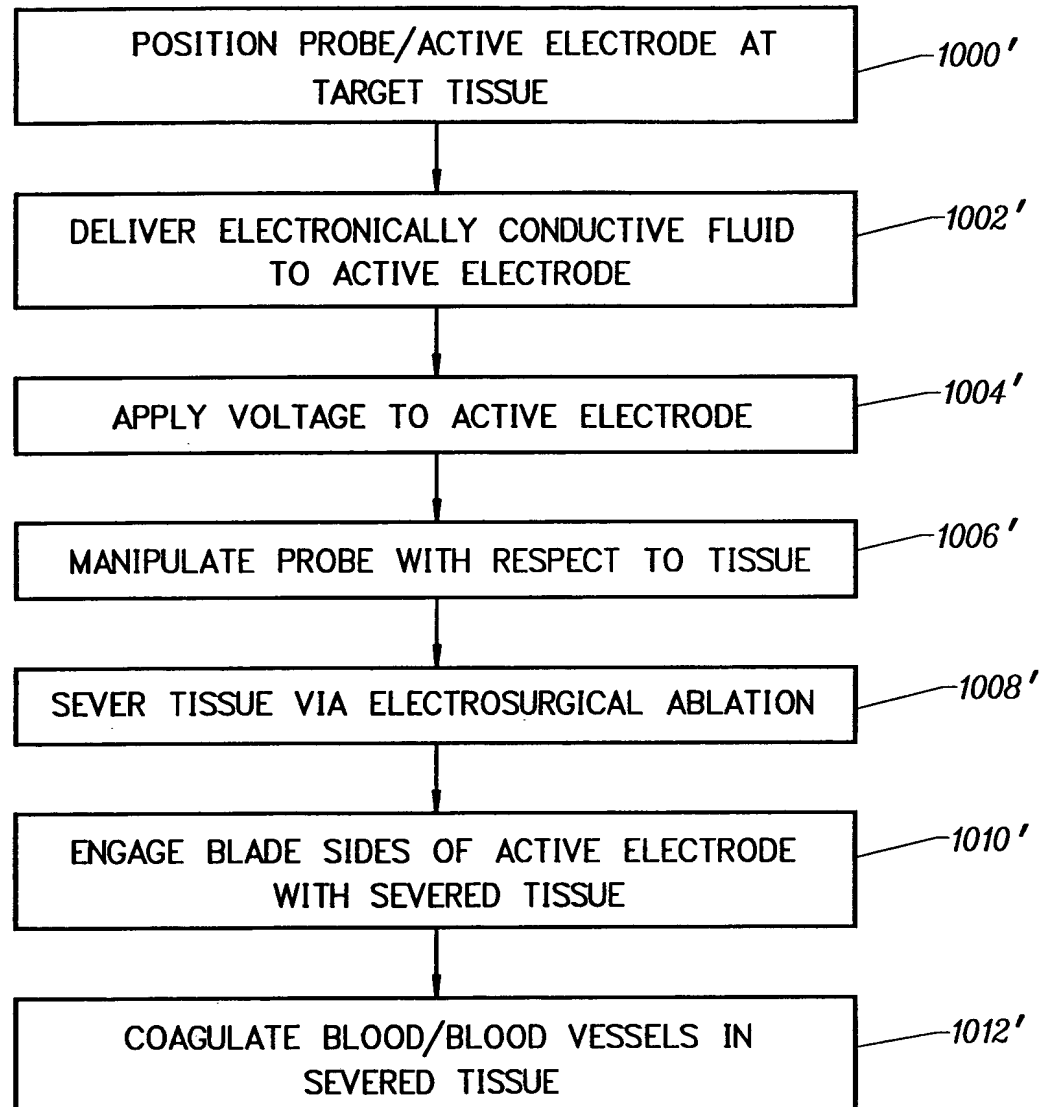 POSITION PROBE/ACTIVE ELECTRODE AT
TARGET TISSUE
1000'
DELIVER ELECTRONICALLY CONDUCTIVE FLUID
TO ACTIVE ELECTRODE
1002'
APPLY VOLTAGE TO ACTIVE ELECTRODE
1004'
MANIPULATE PROBE WITH RESPECT TO TISSUE
1006'
SEVER TISSUE VIA ELECTROSURGICAL ABLATION
1008'
ENGAGE BLADE SIDES OF ACTIVE ELECTRODE
WITH SEVERED TISSUE
1010'
COAGULATE BLOOD/BLOOD VESSELS IN
SEVERED TISSUE
1012'